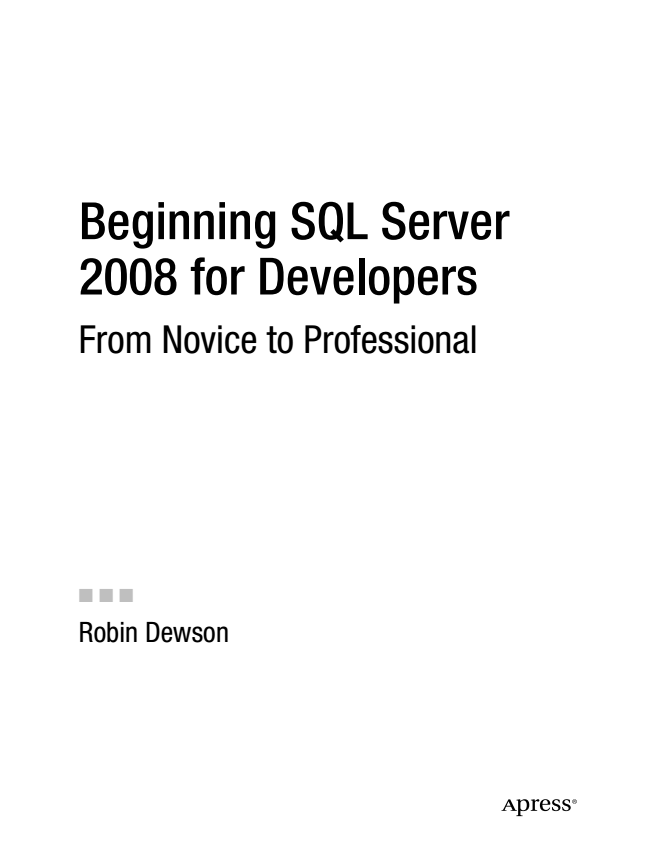 Beginning SQL Server
2008 for Developers
From Novice to Professional
Robin Dewson
Apress®